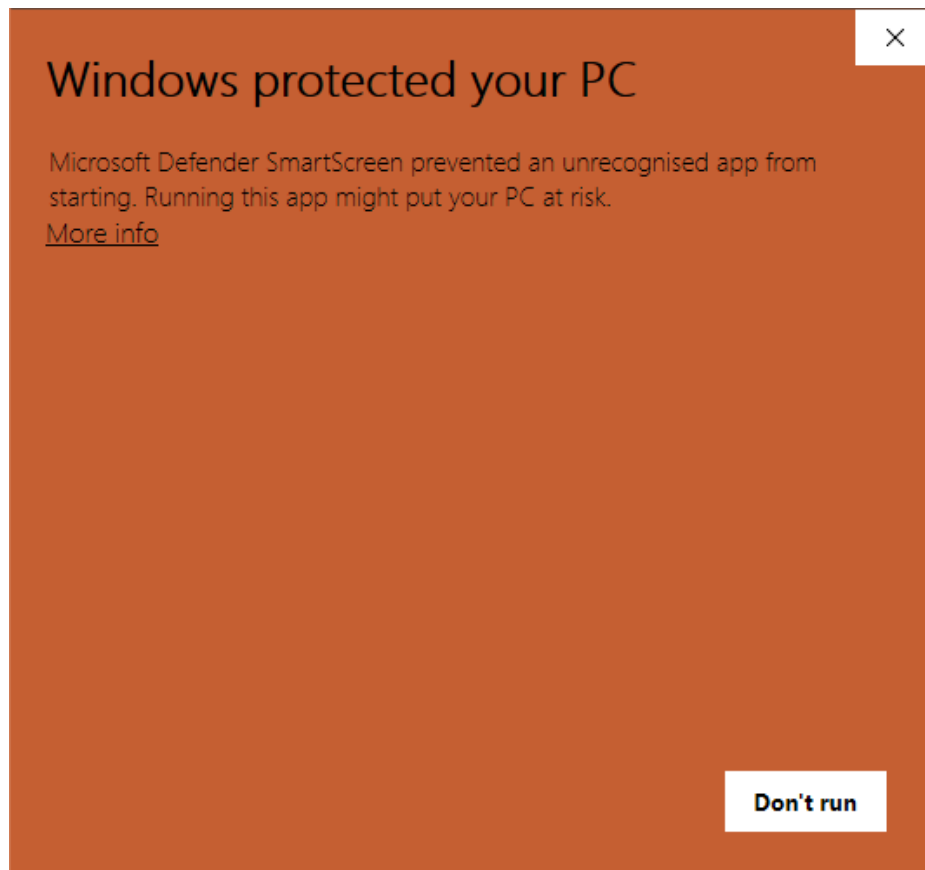 Windows protected your PC
Microsoft Defender SmartScreen prevented an unrecognised app from
starting. Running this app might put your PC at risk.
More info
Don't run